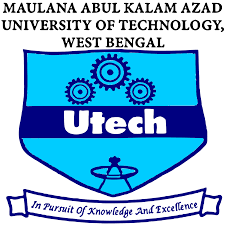 MAULANA ABUL KALAM AZAD
UNIVERSITY OF TECHNOLOGY,
WEST BENGAL
Utech
In Pursuit Of Knowledge And Excellence